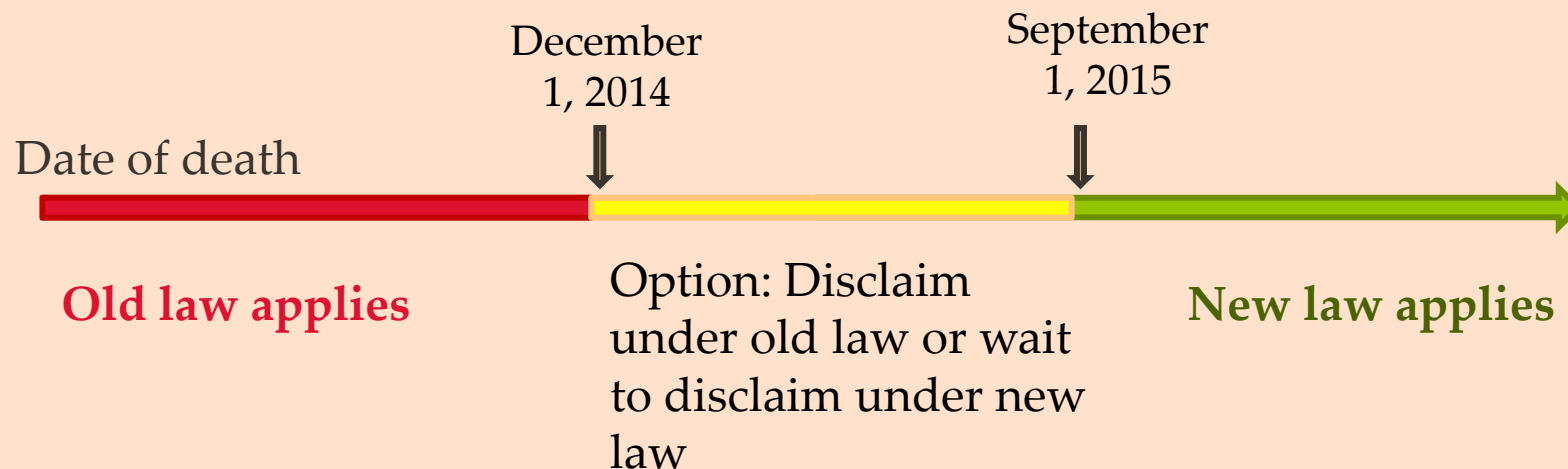 December
1, 2014
September
1, 2015
Date of death
Old law applies
Option: Disclaim
under old law or wait
to disclaim under new
law
New law applies